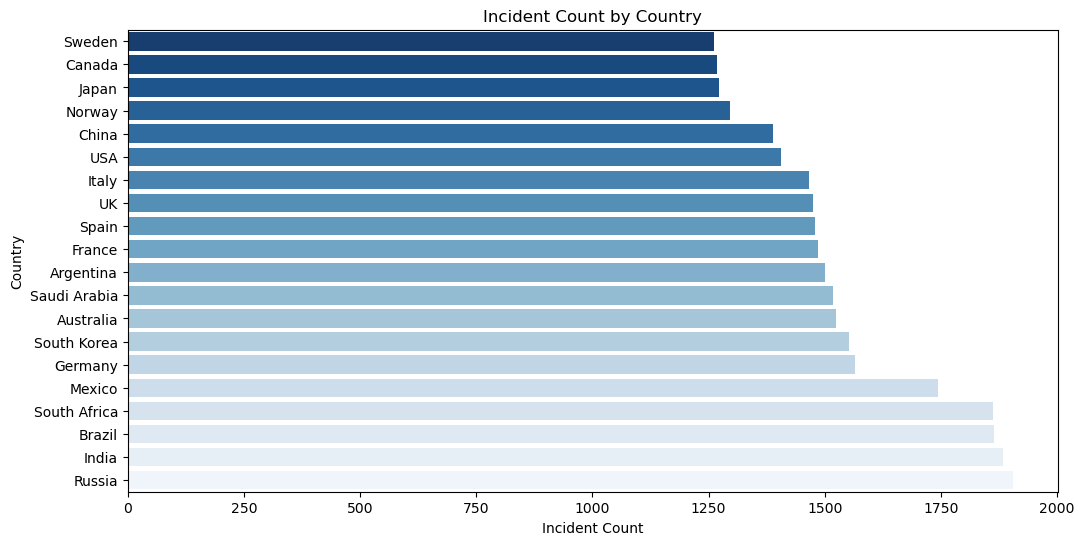 Incident Count by Country
Sweden
Canada
Japan
Norway
China
USA
Italy
UK
Spain
France
Argentina
Saudi Arabia
Australia
South Korea
Germany
Mexico
South Africa
Brazil
India
Russia
Country
0 250 500 750 1000 1250 1500 1750 2000
Incident Count